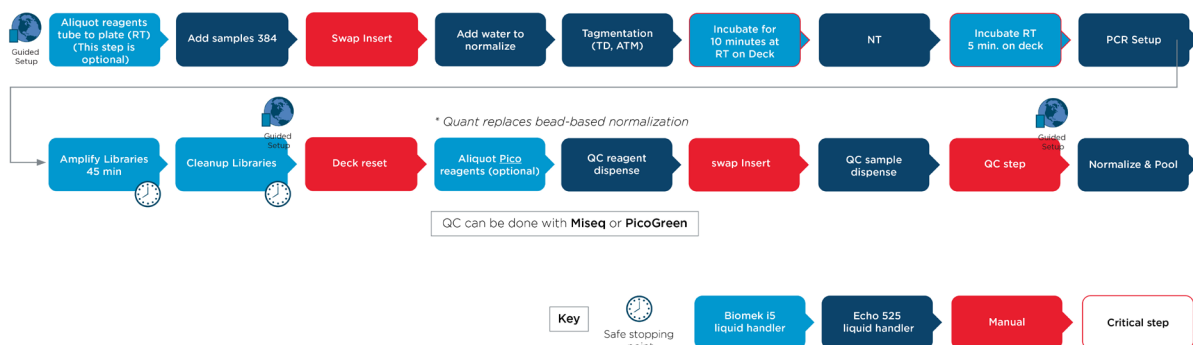 Guided
Setup
Aliquot reagents
tube to plate (RT)
(This step is
optional)
Add samples 384
Swap Insert
Add water to
normalize
Tagmentation
(TD, ATM)
Incubate for
10 minutes at
RT on Deck
NT
Incubate RT
5 min. on deck
PCR Setup
Amplify Libraries
45 min
Cleanup Libraries
Guided
Setup
Deck reset
* Quant replaces bead-based normalization
Aliquot Pico
reagents (optional)
QC reagent
dispense
swap Insert
QC sample
dispense
QC step
Guided
Setup
Normalize & Pool
QC can be done with Miseq or PicoGreen
Key
Safe stopping
point
Biomek i5
liquid handler
Echo 525
liquid handler
Manual
Critical step